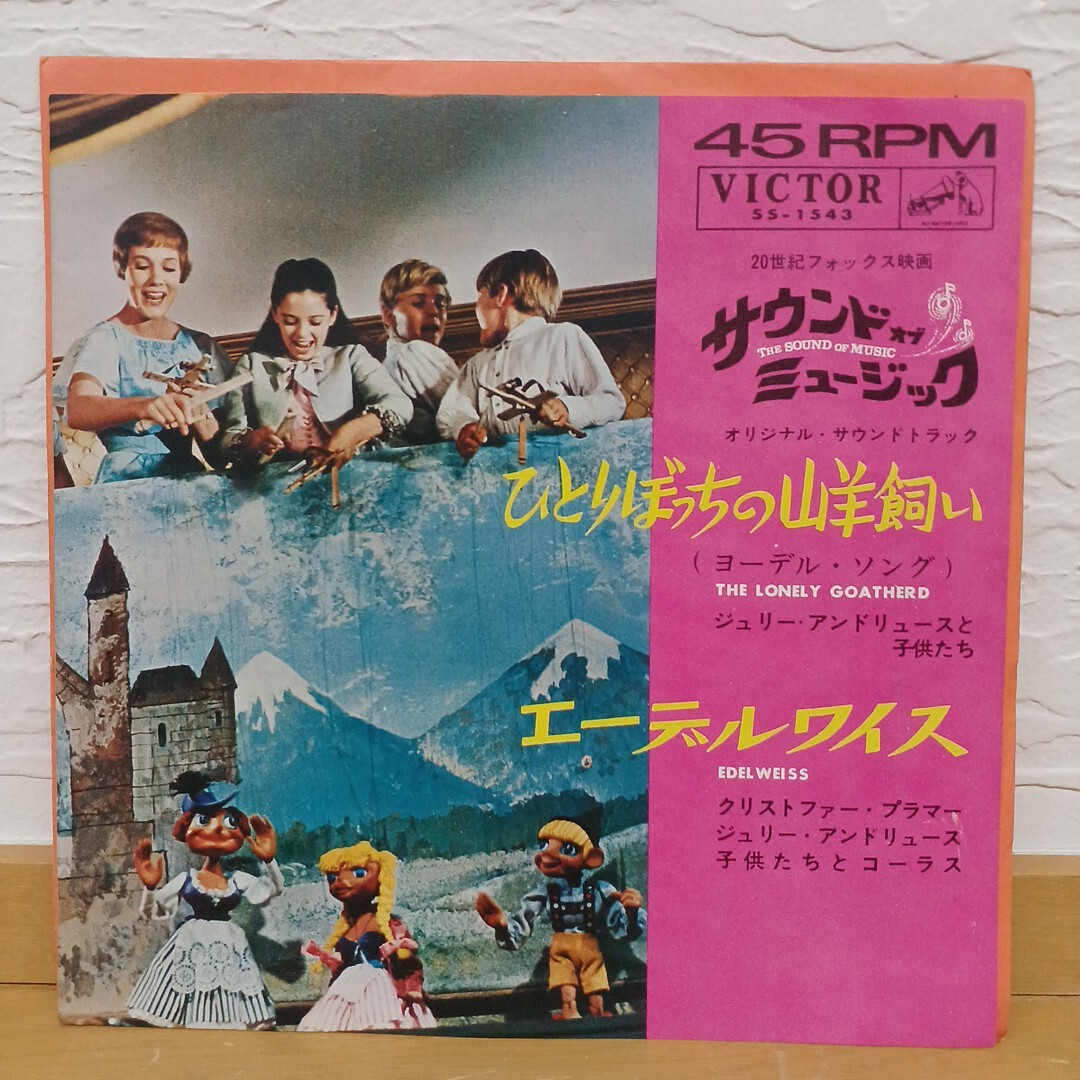 45 RPM
VICTOR
SS-1543
20世紀フォックス映画
サウンド オブ
THE SOUND OF MUSIC
ミュージック
オリジナル・サウンドトラック
ひとりぼっちの山羊飼い
(ヨーデル・ソング)
THE LONELY GOATHERD
ジュリー・アンドリュースと
子供たち
エーデルワイス
EDELWEISS
クリストファー・プラマー
ジュリー・アンドリュース
子供たちとコーラス